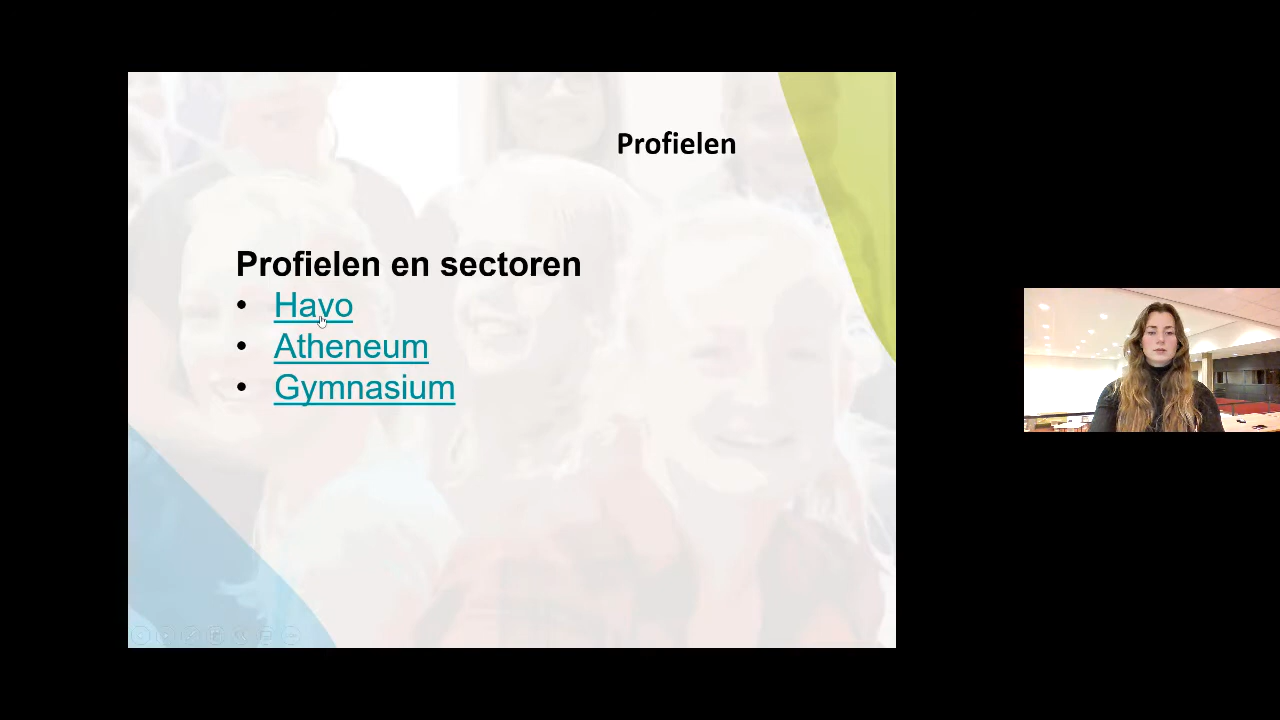 Profielen
Profielen en sectoren
• Havo
• Atheneum
• Gymnasium